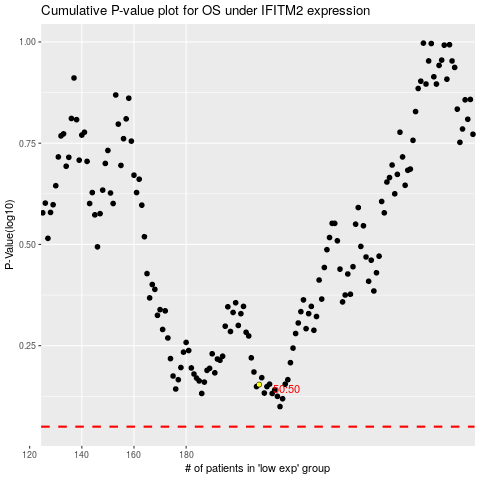 Cumulative P-value plot for OS under IFITM2 expression
P-Value(log10)
1.00
0.75
0.50
0.25
50:50
120 140 160 180
# of patients in 'low exp' group